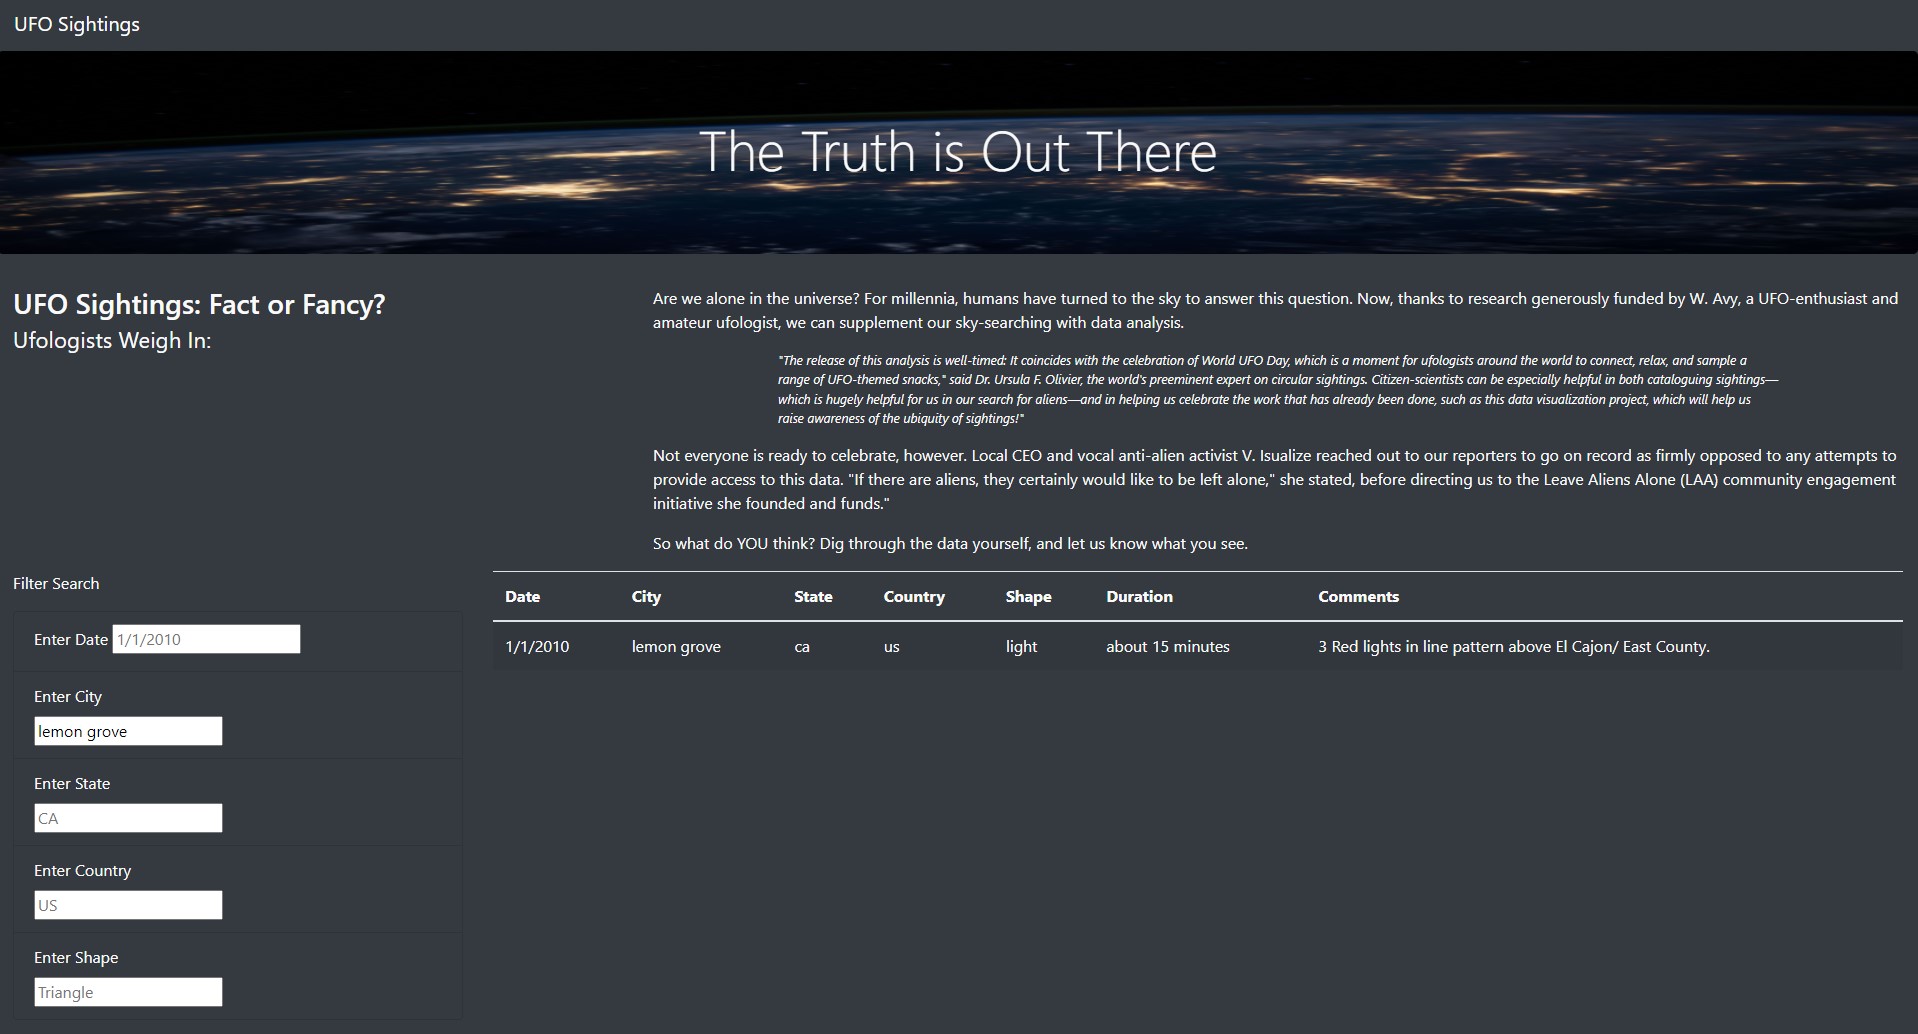 UFO Sightings
The Truth is Out There
UFO Sightings: Fact or Fancy?
Ufologists Weigh In:
Are we alone in the universe? For millennia, humans have turned to the sky to answer this question. Now, thanks to research generously funded by W. Avy, a UFO-enthusiast and
amateur ufologist, we can supplement our sky-searching with data analysis.
"The release of this analysis is well-timed: It coincides with the celebration of World UFO Day, which is a moment for ufologists around the world to connect, relax, and sample a
range of UFO-themed snacks," said Dr. Ursula F. Olivier, the world's preeminent expert on circular sightings. Citizen-scientists can be especially helpful in both cataloguing sightings—
which is hugely helpful for us in our search for aliens—and in helping us celebrate the work that has already been done, such as this data visualization project, which will help us
raise awareness of the ubiquity of sightings!"
Not everyone is ready to celebrate, however. Local CEO and vocal anti-alien activist V. Isualize reached out to our reporters to go on record as firmly opposed to any attempts to
provide access to this data. "If there are aliens, they certainly would like to be left alone," she stated, before directing us to the Leave Aliens Alone (LAA) community engagement
initiative she founded and funds."
So what do YOU think? Dig through the data yourself, and let us know what you see.
Filter Search
Enter Date 1/1/2010
Enter City
lemon grove
Enter State
CA
Enter Country
US
Enter Shape
Triangle
Date City State Country Shape Duration Comments
1/1/2010 lemon grove ca us light about 15 minutes 3 Red lights in line pattern above El Cajon/ East County.